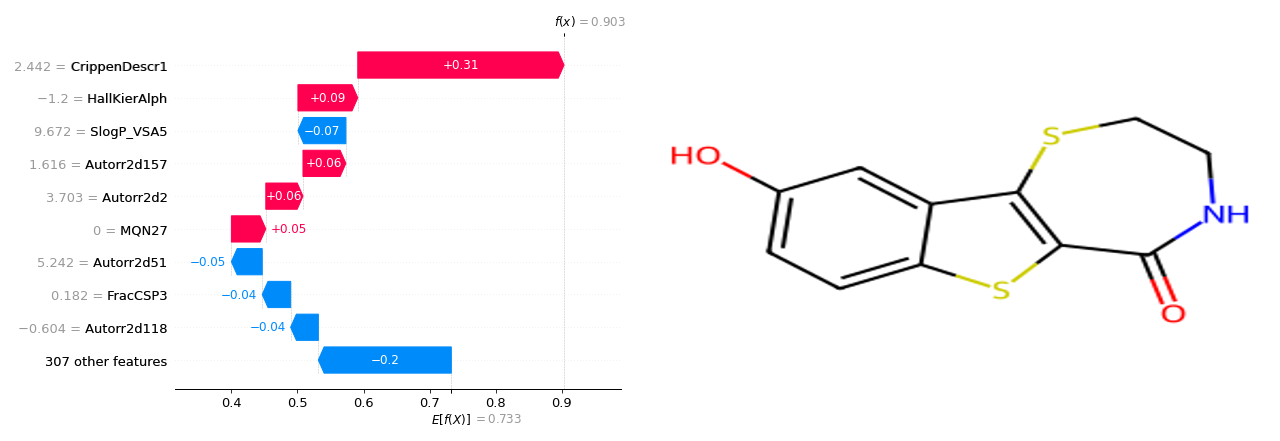 f(x) = 0.903
2.442 = CrippenDescr1 +0.31
−1.2 = HallKierAlph +0.09
9.672 = SlogP_VSA5 −0.07
1.616 = Autorr2d157 +0.06
3.703 = Autorr2d2 +0.06
0 = MQN27 +0.05
5.242 = Autorr2d51 −0.05
0.182 = FracCSP3 −0.04
−0.604 = Autorr2d118 −0.04
307 other features −0.2
0.4 0.5 0.6 0.7 0.8 0.9
E[f(X)] = 0.733
HO
S
NH
S
O